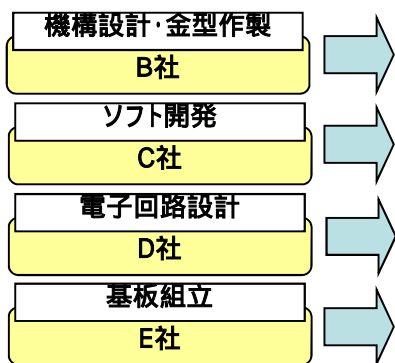 機構設計･金型作製
B社
ソフト開発
C社
電子回路設計
D社
基板組立
E社